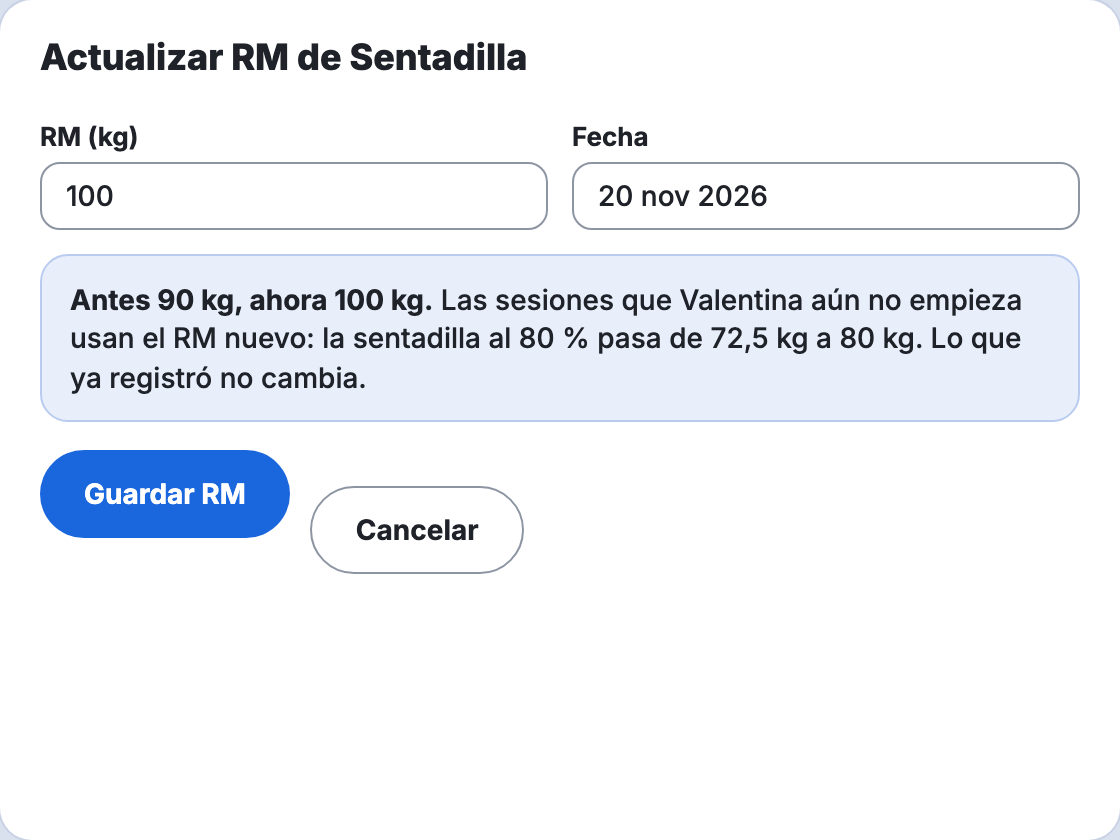 Actualizar RM de Sentadilla
RM (kg)
Fecha
100
20 nov 2026
Antes 90 kg, ahora 100 kg. Las sesiones que Valentina aún no empieza
usan el RM nuevo: la sentadilla al 80 % pasa de 72,5 kg a 80 kg. Lo que
ya registró no cambia.
Guardar RM
Cancelar